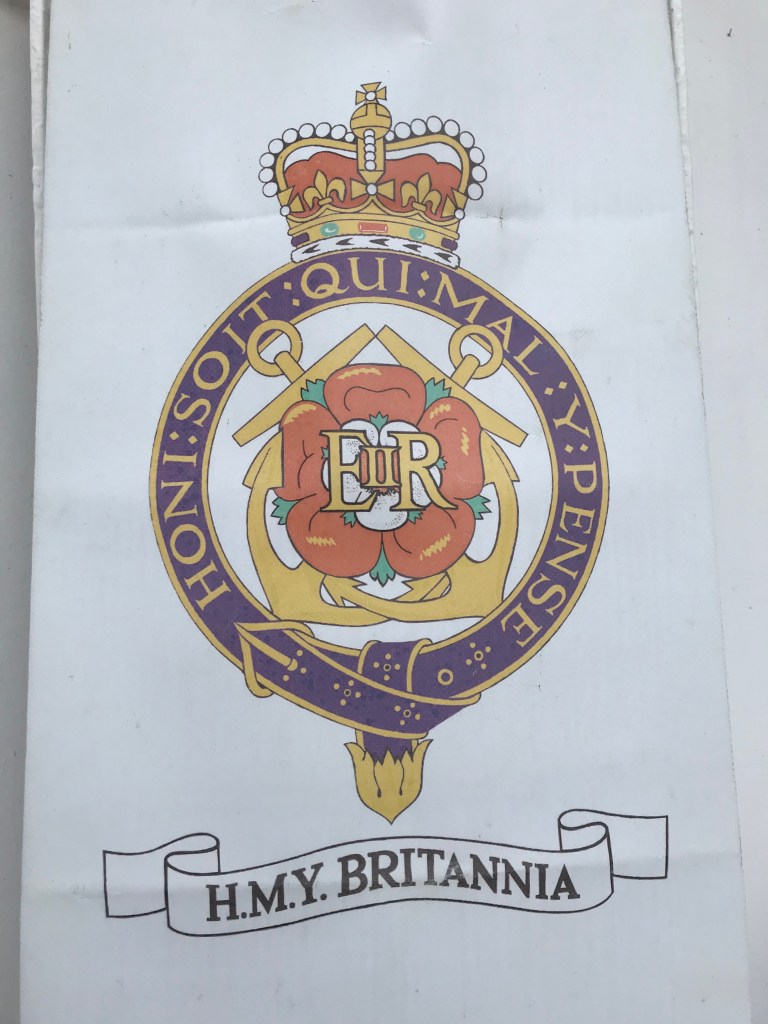 HONI:SOIT:QUI:MAL:Y:PENSE
EIIR
H.M.Y. BRITANNIA